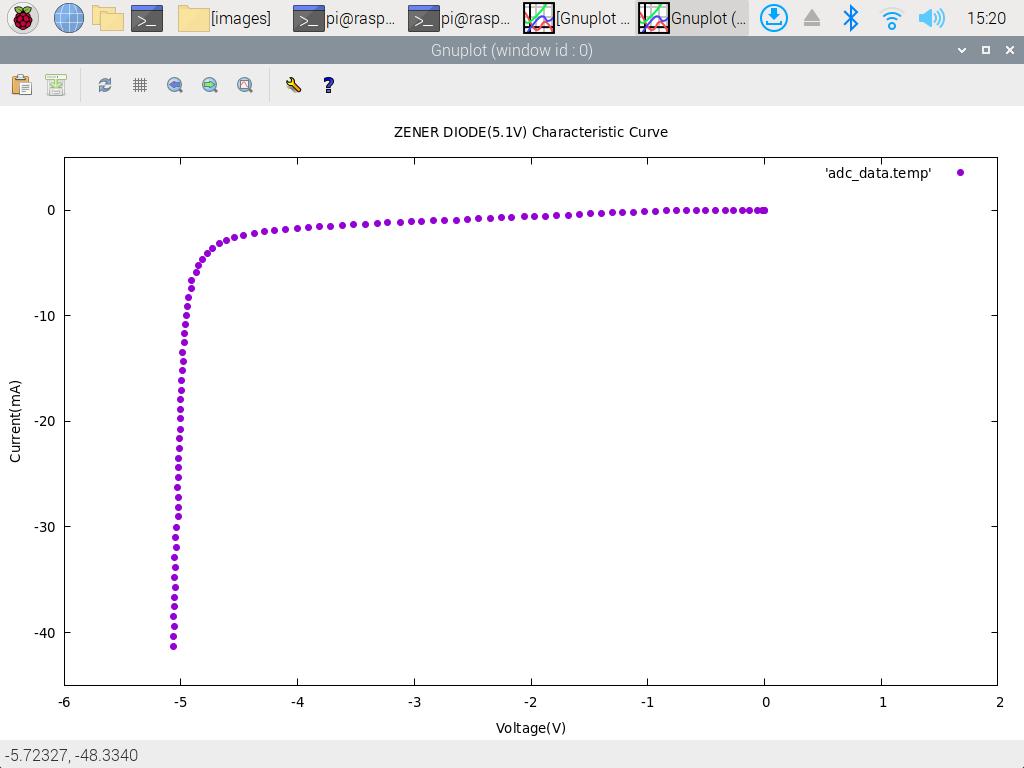 [images]
pi@rasp...
pi@rasp...
[Gnuplot ...
Gnuplot (...
15:20
Gnuplot (window id : 0)
?
ZENER DIODE(5.1V) Characteristic Curve
'adc_data.temp'
0
-10
-20
-30
-40
Current(mA)
-6 -5 -4 -3 -2 -1 0 1 2
Voltage(V)
-5.72327, -48.3340